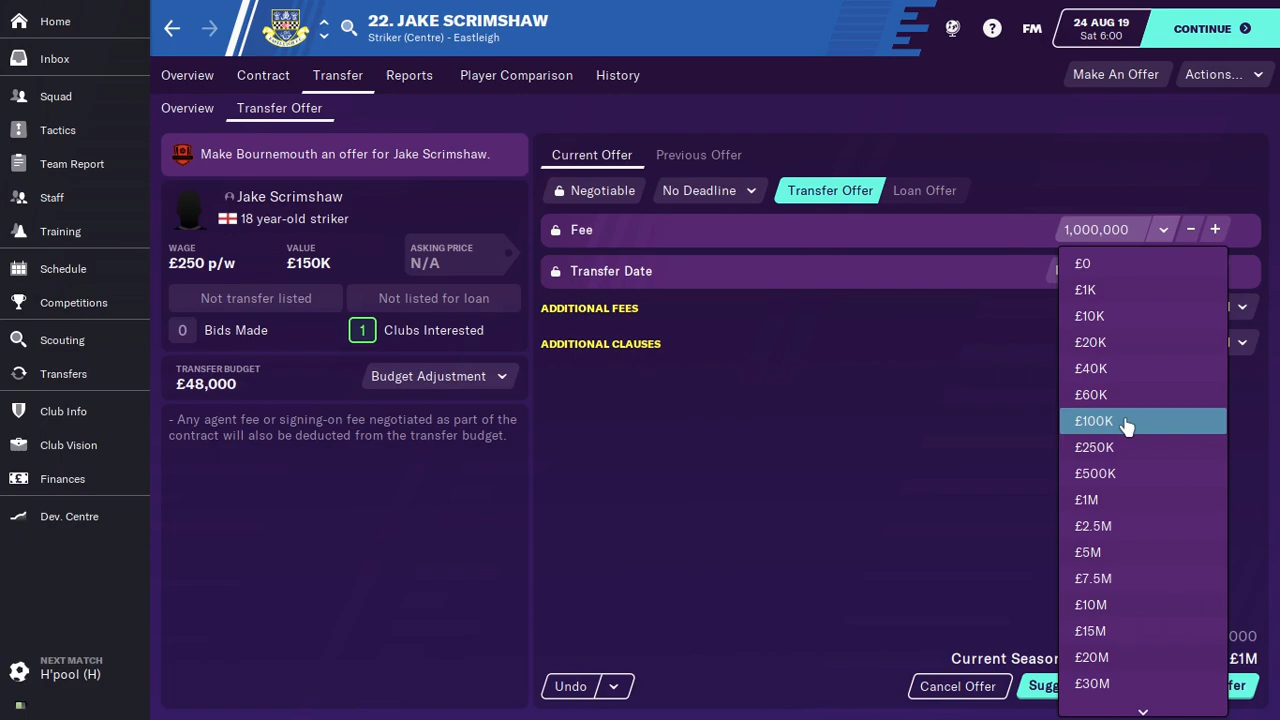 Home
Inbox
Squad
Tactics
Team Report
Staff
Training
Schedule
Competitions
Scouting
Transfers
Club Info
Club Vision
Finances
Dev. Centre
NEXT MATCH
H'pool (H)
22. JAKE SCRIMSHAW
Striker (Centre) - Eastleigh
?
FM
24 AUG 19
Sat 6:00
CONTINUE
Overview
Contract
Transfer
Reports
Player Comparison
History
Make An Offer
Actions...
Overview
Transfer Offer
Make Bournemouth an offer for Jake Scrimshaw.
Jake Scrimshaw
18 year-old striker
WAGE
£250 p/w
VALUE
£150K
ASKING PRICE
N/A
Not transfer listed
Not listed for loan
0 Bids Made
1 Clubs Interested
TRANSFER BUDGET
£48,000
Budget Adjustment
- Any agent fee or signing-on fee negotiated as part of the
contract will also be deducted from the transfer budget.
Current Offer
Previous Offer
Negotiable
No Deadline
Transfer Offer
Loan Offer
Fee
1,000,000
Transfer Date
ADDITIONAL FEES
ADDITIONAL CLAUSES
£0
£1K
£10K
£20K
£40K
£60K
£100K
£250K
£500K
£1M
£2.5M
£5M
£7.5M
£10M
£15M
£20M
£30M
000
Current Seaso
£1M
Undo
Cancel Offer
Sugg
fer